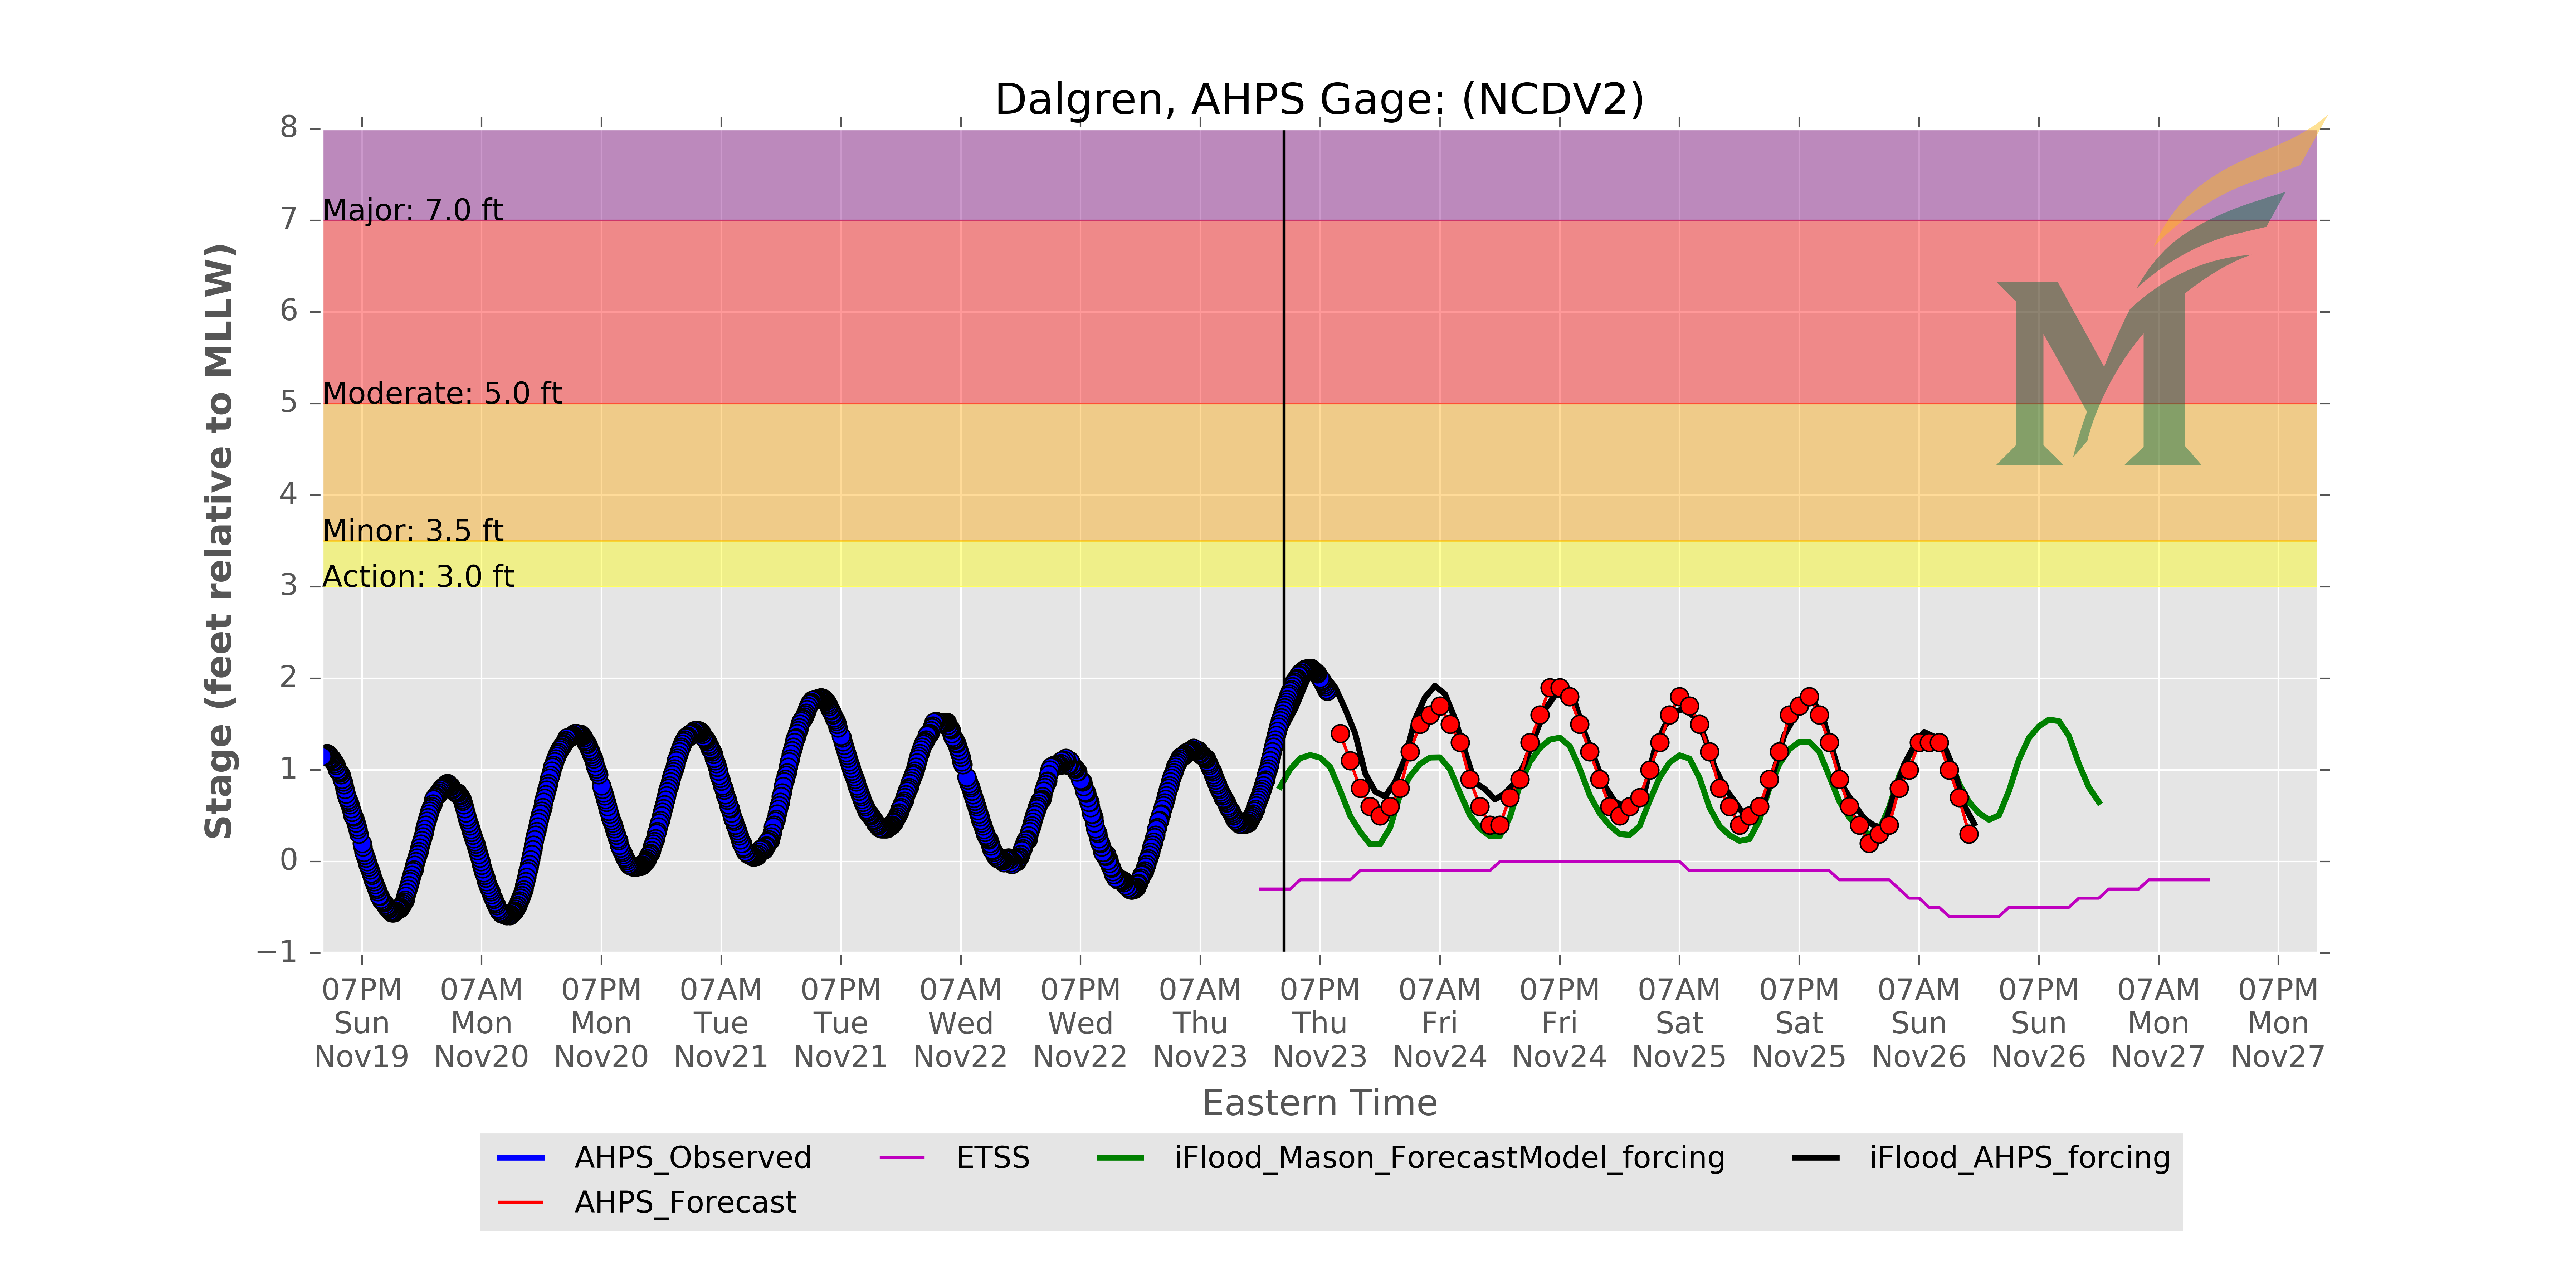 Dalgren, AHPS Gage: (NCDV2)
8
7
6
5
4
3
2
1
0
−1
Stage (feet relative to MLLW)
Major: 7.0 ft
Moderate: 5.0 ft
Minor: 3.5 ft
Action: 3.0 ft
M
07PM 07AM 07PM 07AM 07PM 07AM 07PM 07AM 07PM 07AM 07PM 07AM 07PM 07AM 07PM 07AM 07PM
Sun Mon Mon Tue Tue Wed Wed Thu Thu Fri Fri Sat Sat Sun Sun Mon Mon
Nov19 Nov20 Nov20 Nov21 Nov21 Nov22 Nov22 Nov23 Nov23 Nov24 Nov24 Nov25 Nov25 Nov26 Nov26 Nov27 Nov27
Eastern Time
AHPS_Observed ETSS iFlood_Mason_ForecastModel_forcing iFlood_AHPS_forcing
AHPS_Forecast